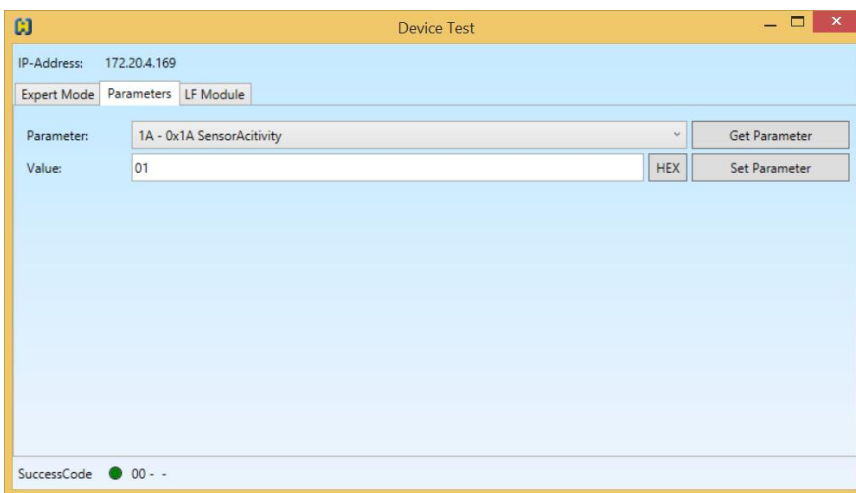 Device Test
IP-Address: 172.20.4.169
Expert Mode Parameters LF Module
Parameter: 1A - 0x1A SensorAcitivity Get Parameter
Value: 01 HEX Set Parameter
SuccessCode 00 - -